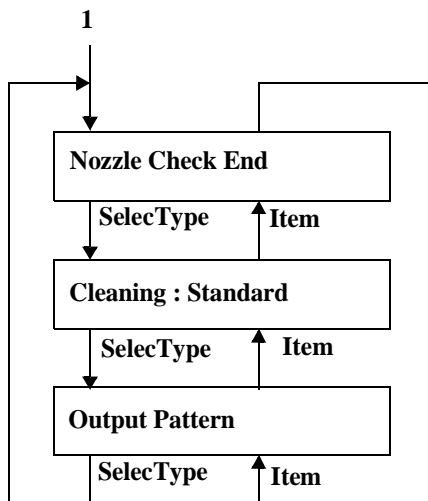 1
Nozzle Check End
SelecType Item
Cleaning : Standard
SelecType Item
Output Pattern
SelecType Item